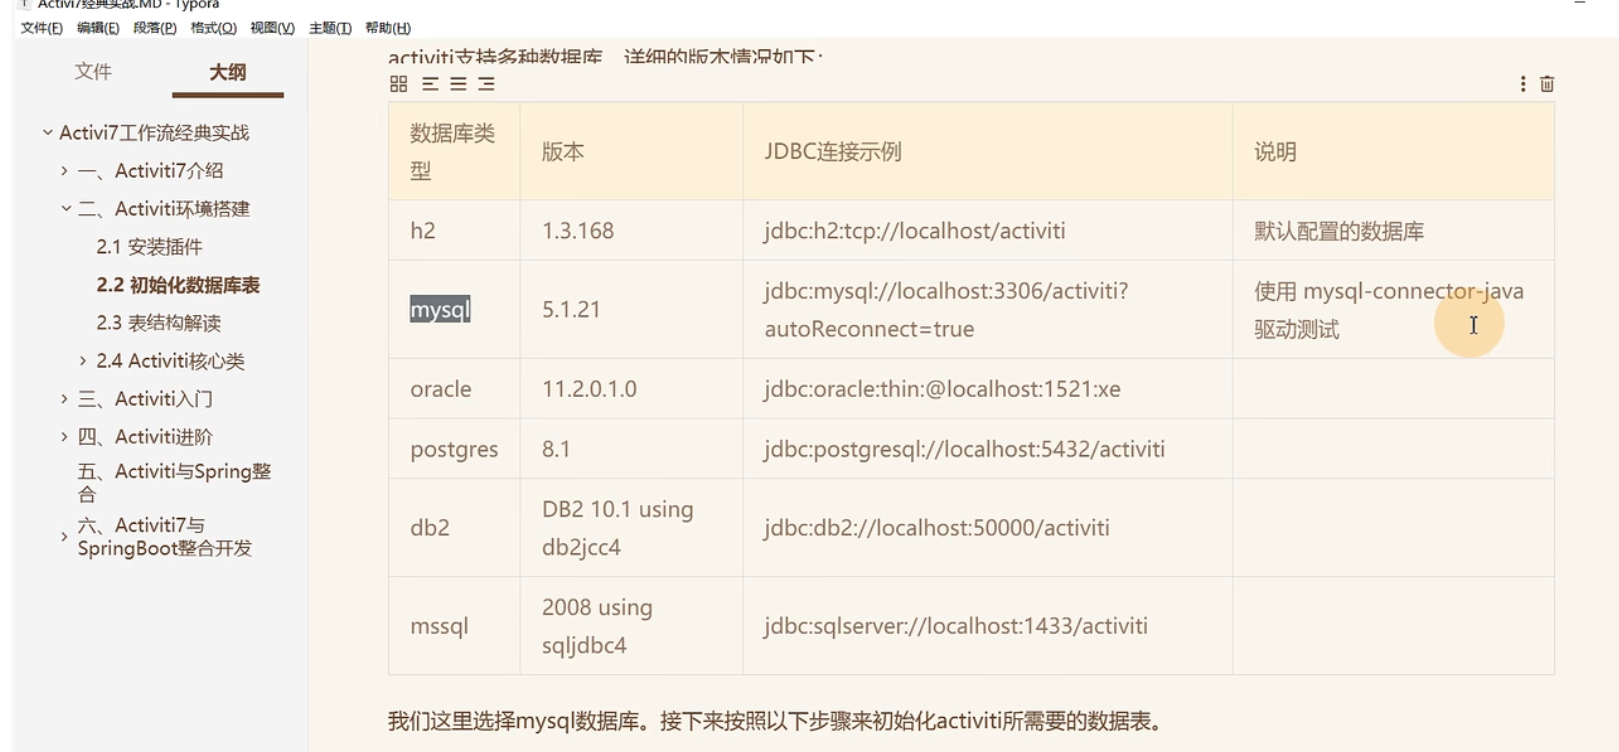 Activi7经典实战.MD - Typora
文件(F) 编辑(E) 段落(P) 格式(O) 视图(V) 主题(T) 帮助(H)
文件 大纲
Activi7工作流经典实战
一、Activiti7介绍
二、Activiti环境搭建
2.1 安装插件
2.2 初始化数据库表
2.3 表结构解读
2.4 Activiti核心类
三、Activiti入门
四、Activiti进阶
五、Activiti与Spring整
合
六、Activiti7与
SpringBoot整合开发
activiti支持多种数据库，详细的版本情况如下：
数据库类
型
版本
JDBC连接示例
说明
h2
1.3.168
jdbc:h2:tcp://localhost/activiti
默认配置的数据库
mysql
5.1.21
jdbc:mysql://localhost:3306/activiti?
autoReconnect=true
使用 mysql-connector-java
驱动测试
oracle
11.2.0.1.0
jdbc:oracle:thin:@localhost:1521:xe
postgres
8.1
jdbc:postgresql://localhost:5432/activiti
db2
DB2 10.1 using
db2jcc4
jdbc:db2://localhost:50000/activiti
mssql
2008 using
sqljdbc4
jdbc:sqlserver://localhost:1433/activiti
我们这里选择mysql数据库。接下来按照以下步骤来初始化activiti所需要的数据表。